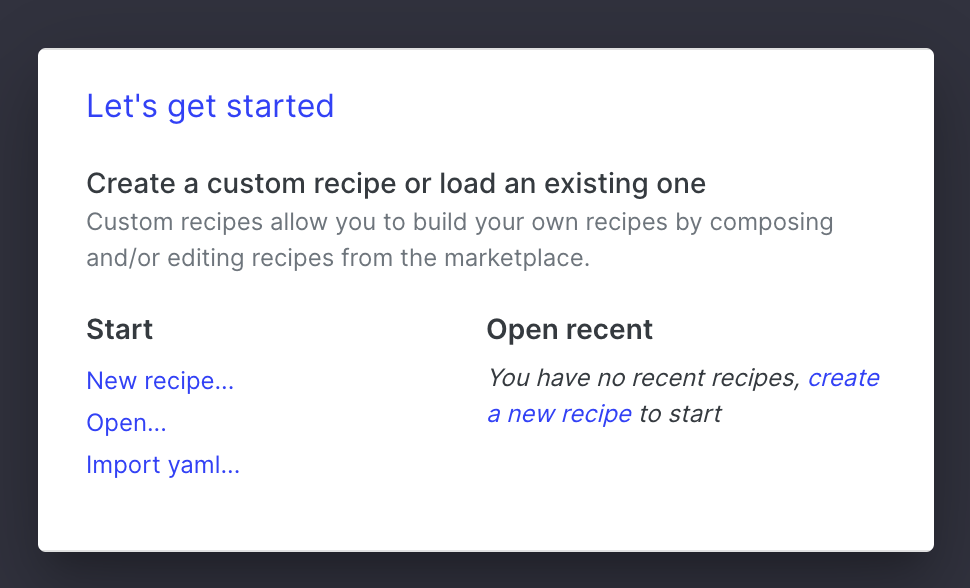 Let's get started
Create a custom recipe or load an existing one
Custom recipes allow you to build your own recipes by composing
and/or editing recipes from the marketplace.
Start
New recipe...
Open...
Import yaml...
Open recent
You have no recent recipes, create
a new recipe to start